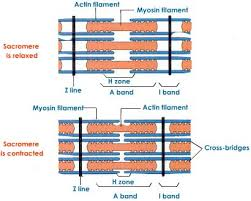 Actin filament
Myosin filament
Sacromere
is relaxed
H zone
Z line
A band
I band
Myosin filament
Actin filament
Sacromere
is contracted
Cross-bridges
H zone
Z line
A band
I band